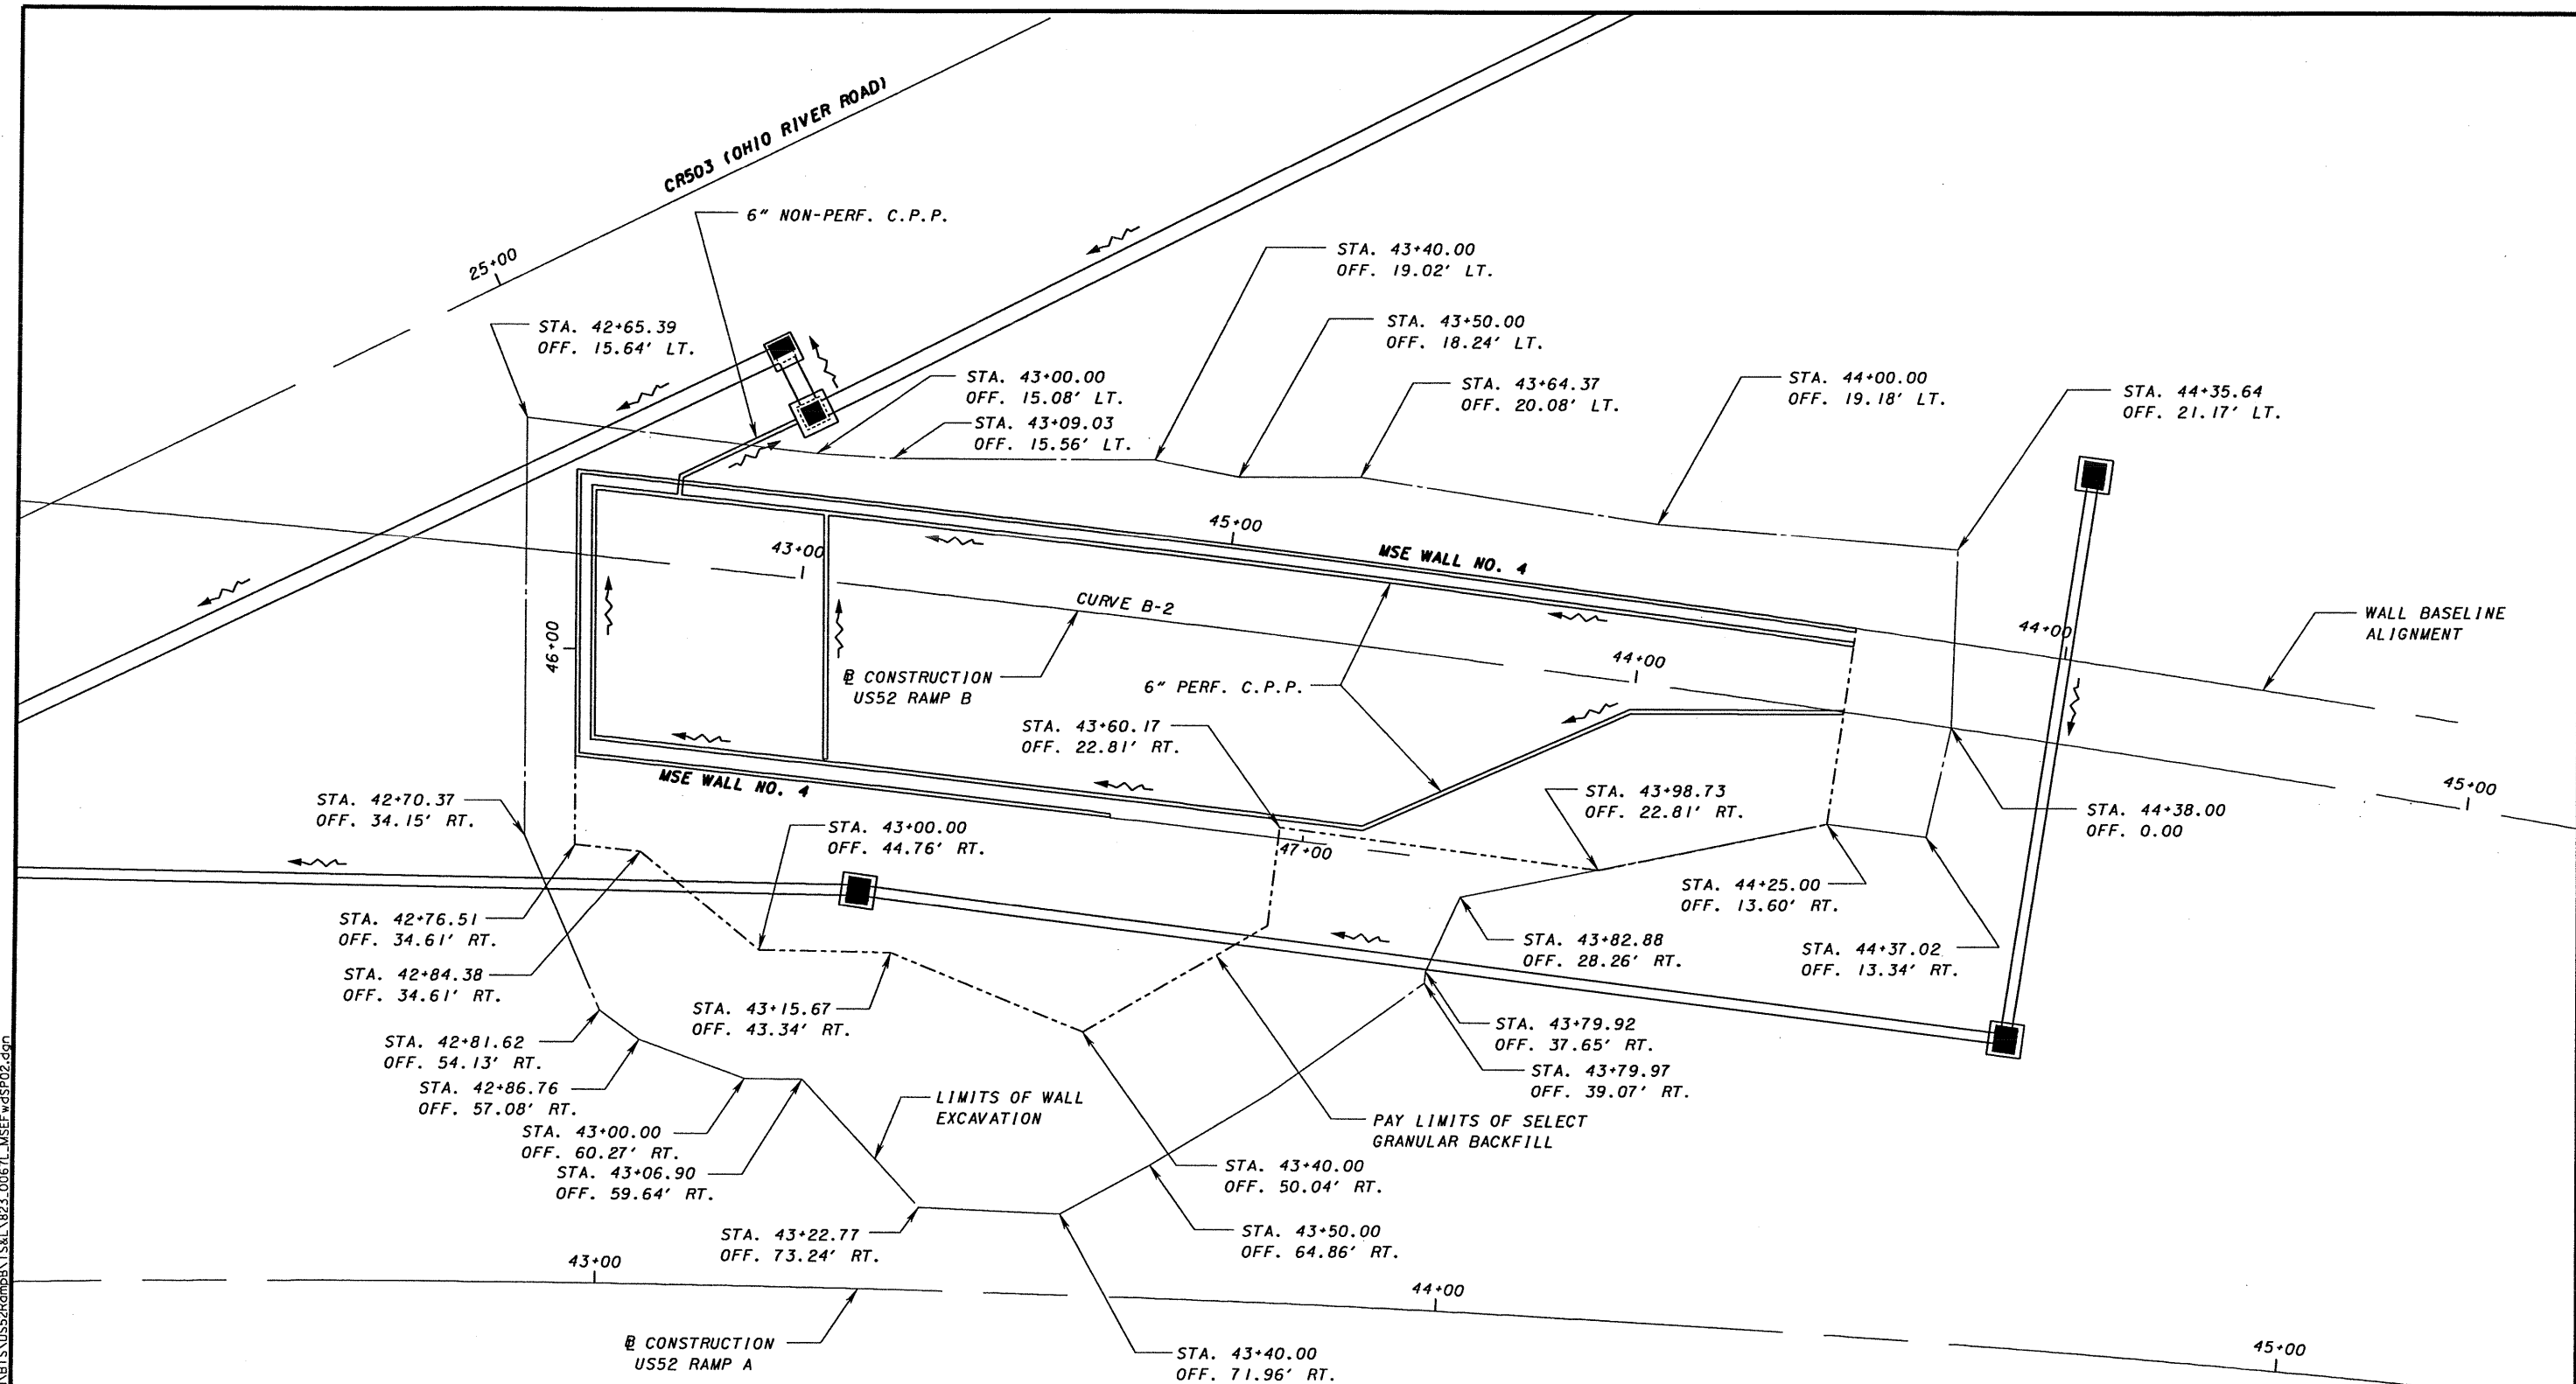 CR503 (OHIO RIVER ROAD)
25+00
6" NON-PERF. C.P.P.
STA. 42+65.39
OFF. 15.64' LT.
STA. 43+00.00
OFF. 15.08' LT.
STA. 43+09.03
OFF. 15.56' LT.
STA. 43+40.00
OFF. 19.02' LT.
STA. 43+50.00
OFF. 18.24' LT.
STA. 43+64.37
OFF. 20.08' LT.
STA. 44+00.00
OFF. 19.18' LT.
STA. 44+35.64
OFF. 21.17' LT.
45+00
MSE WALL NO. 4
43+00
CURVE B-2
46+00
℄ CONSTRUCTION
US52 RAMP B
6" PERF. C.P.P.
44+00
44+00
WALL BASELINE
ALIGNMENT
STA. 43+60.17
OFF. 22.81' RT.
MSE WALL NO. 4
47+00
STA. 43+98.73
OFF. 22.81' RT.
45+00
STA. 44+38.00
OFF. 0.00
STA. 42+70.37
OFF. 34.15' RT.
STA. 43+00.00
OFF. 44.76' RT.
STA. 44+25.00
OFF. 13.60' RT.
STA. 42+76.51
OFF. 34.61' RT.
STA. 43+82.88
OFF. 28.26' RT.
STA. 44+37.02
OFF. 13.34' RT.
STA. 42+84.38
OFF. 34.61' RT.
STA. 43+15.67
OFF. 43.34' RT.
STA. 43+79.92
OFF. 37.65' RT.
STA. 42+81.62
OFF. 54.13' RT.
STA. 43+79.97
OFF. 39.07' RT.
STA. 42+86.76
OFF. 57.08' RT.
LIMITS OF WALL
EXCAVATION
PAY LIMITS OF SELECT
GRANULAR BACKFILL
STA. 43+00.00
OFF. 60.27' RT.
STA. 43+06.90
OFF. 59.64' RT.
STA. 43+40.00
OFF. 50.04' RT.
STA. 43+22.77
OFF. 73.24' RT.
STA. 43+50.00
OFF. 64.86' RT.
43+00
44+00
℄ CONSTRUCTION
US52 RAMP A
STA. 43+40.00
OFF. 71.96' RT.
45+00